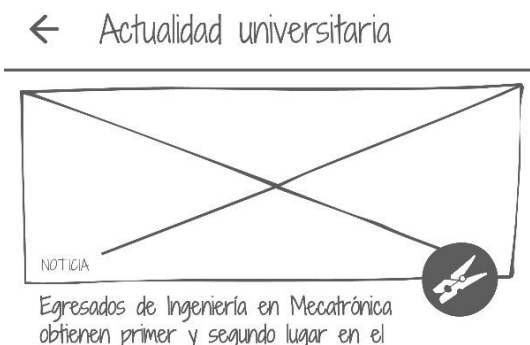 Actualidad universitaria
NOTICIA
Egresados de Ingeniería en Mecatrónica
obtienen primer y segundo lugar en el